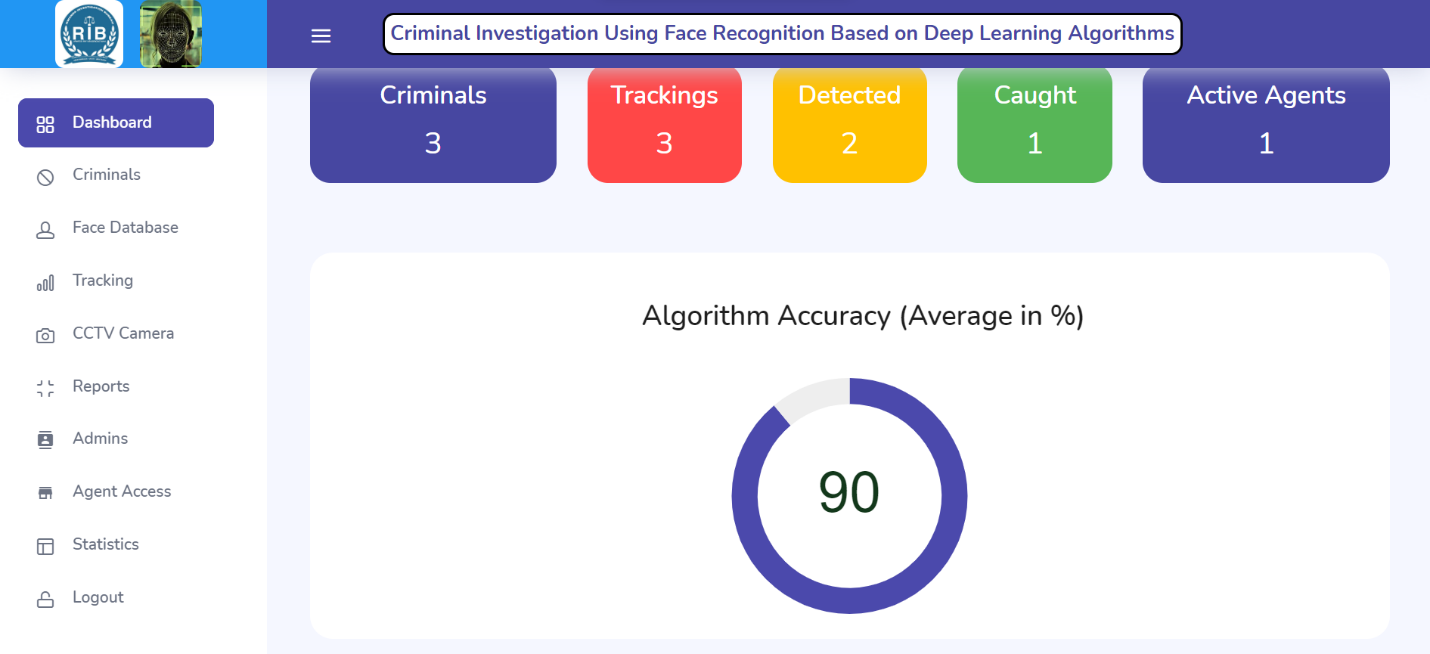 RIB
Criminal Investigation Using Face Recognition Based on Deep Learning Algorithms
Criminals
3
Trackings
3
Detected
2
Caught
1
Active Agents
1
Dashboard
Criminals
Face Database
Tracking
CCTV Camera
Reports
Admins
Agent Access
Statistics
Logout
Algorithm Accuracy (Average in %)
90